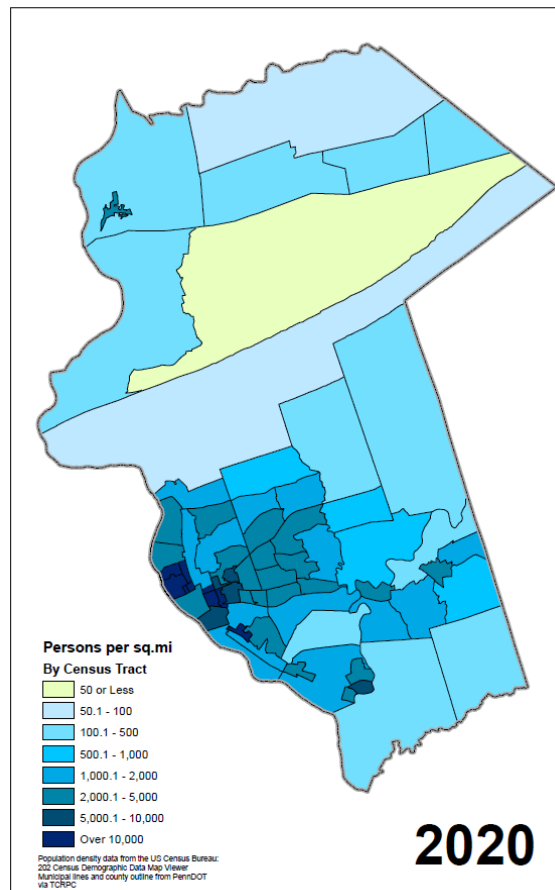 Persons per sq.mi
By Census Tract
50 or Less
50.1 - 100
100.1 - 500
500.1 - 1,000
1,000.1 - 2,000
2,000.1 - 5,000
5,000.1 - 10,000
Over 10,000
Population density data from the US Census Bureau:
202 Census Demographic Data Map Viewer
Municipal lines and county outline from PennDOT
via TCRPC
2020